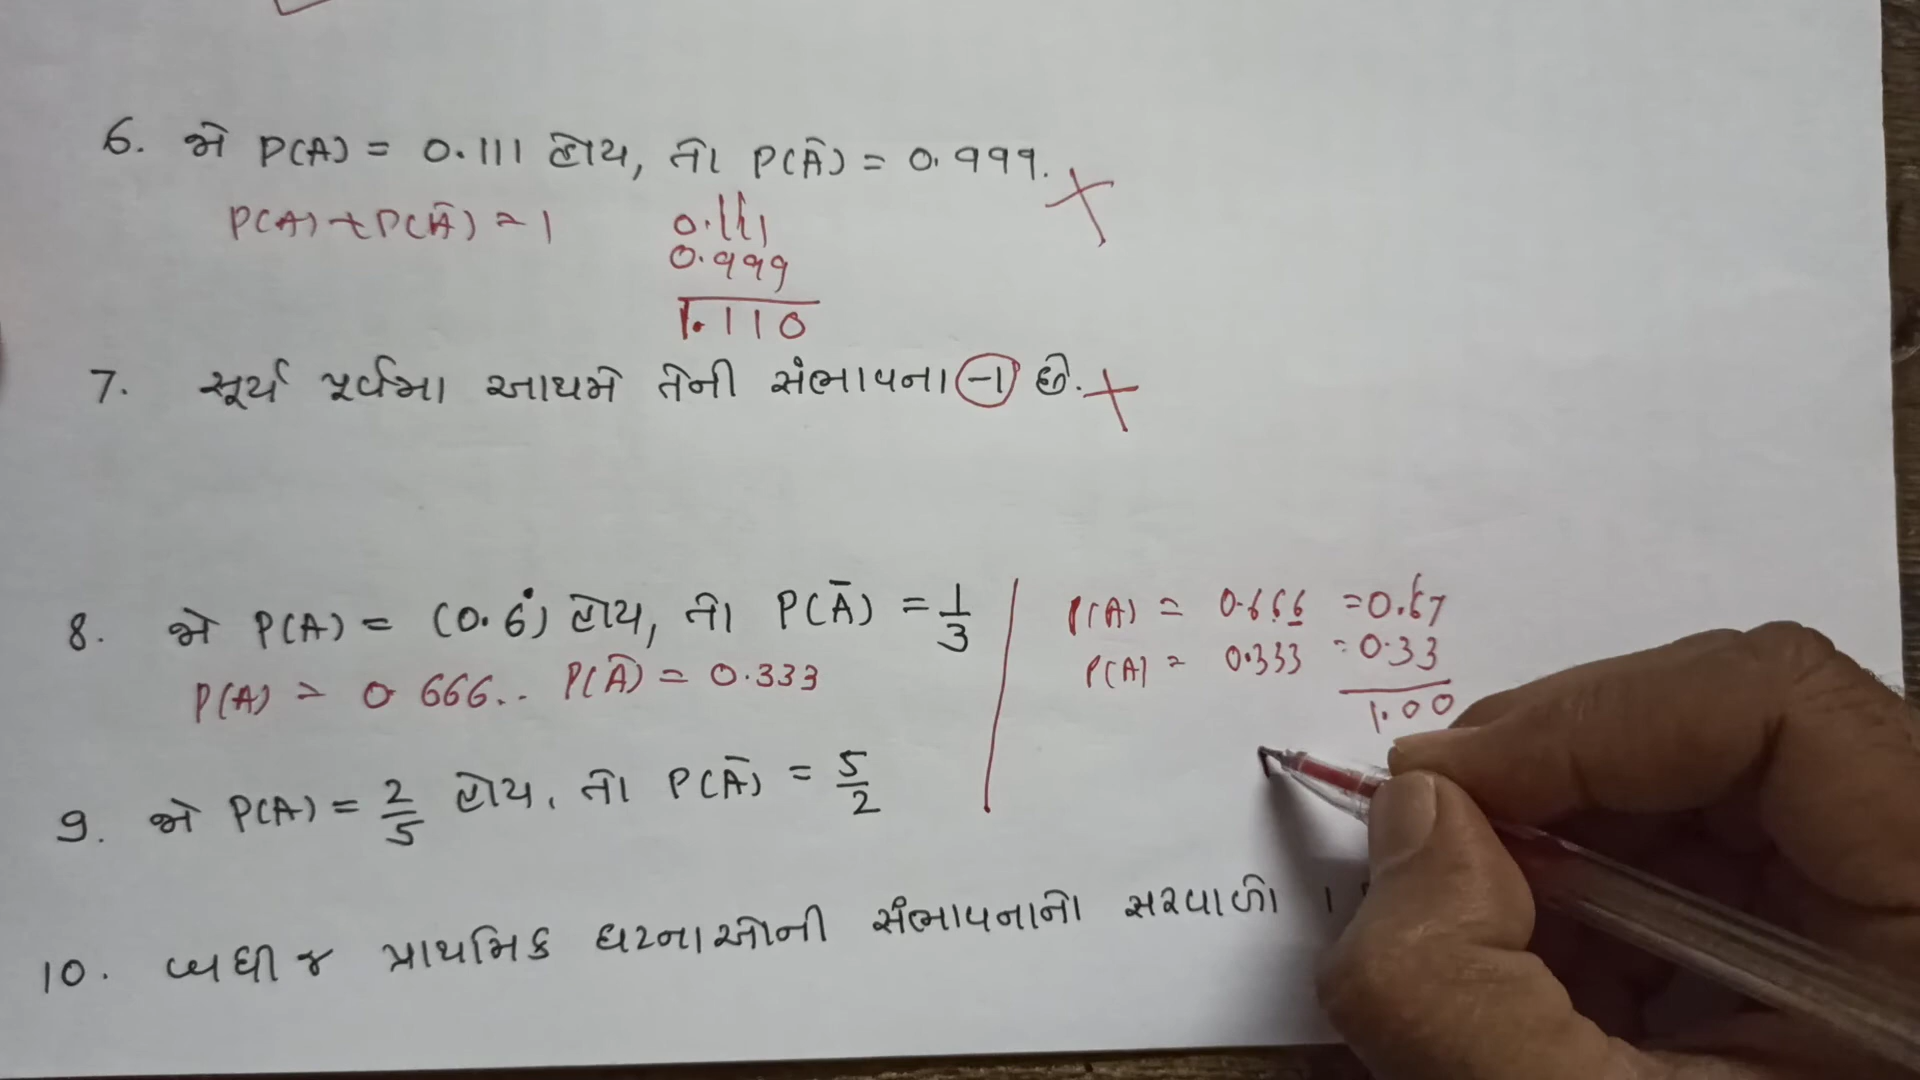 6. જો P(A) = 0.111 હોય, તો P(Ā) = 0.999.
P(A) + P(Ā) = 1
0.111
0.999
1.110
7. સૂર્ય પૂર્વમાં આથમે તેની સંભાવના -1 છે.
8. જો P(A) = (0.6̇) હોય, તો P(Ā) = 1/3
P(A) = 0.666.. P(Ā) = 0.333
P(A) = 0.666 = 0.67
P(A) = 0.333 = 0.33
1.00
9. જો P(A) = 2/5 હોય, તો P(Ā) = 5/2
10. બધી જ પ્રાથમિક ઘટનાઓની સંભાવનાનો સરવાળો 1